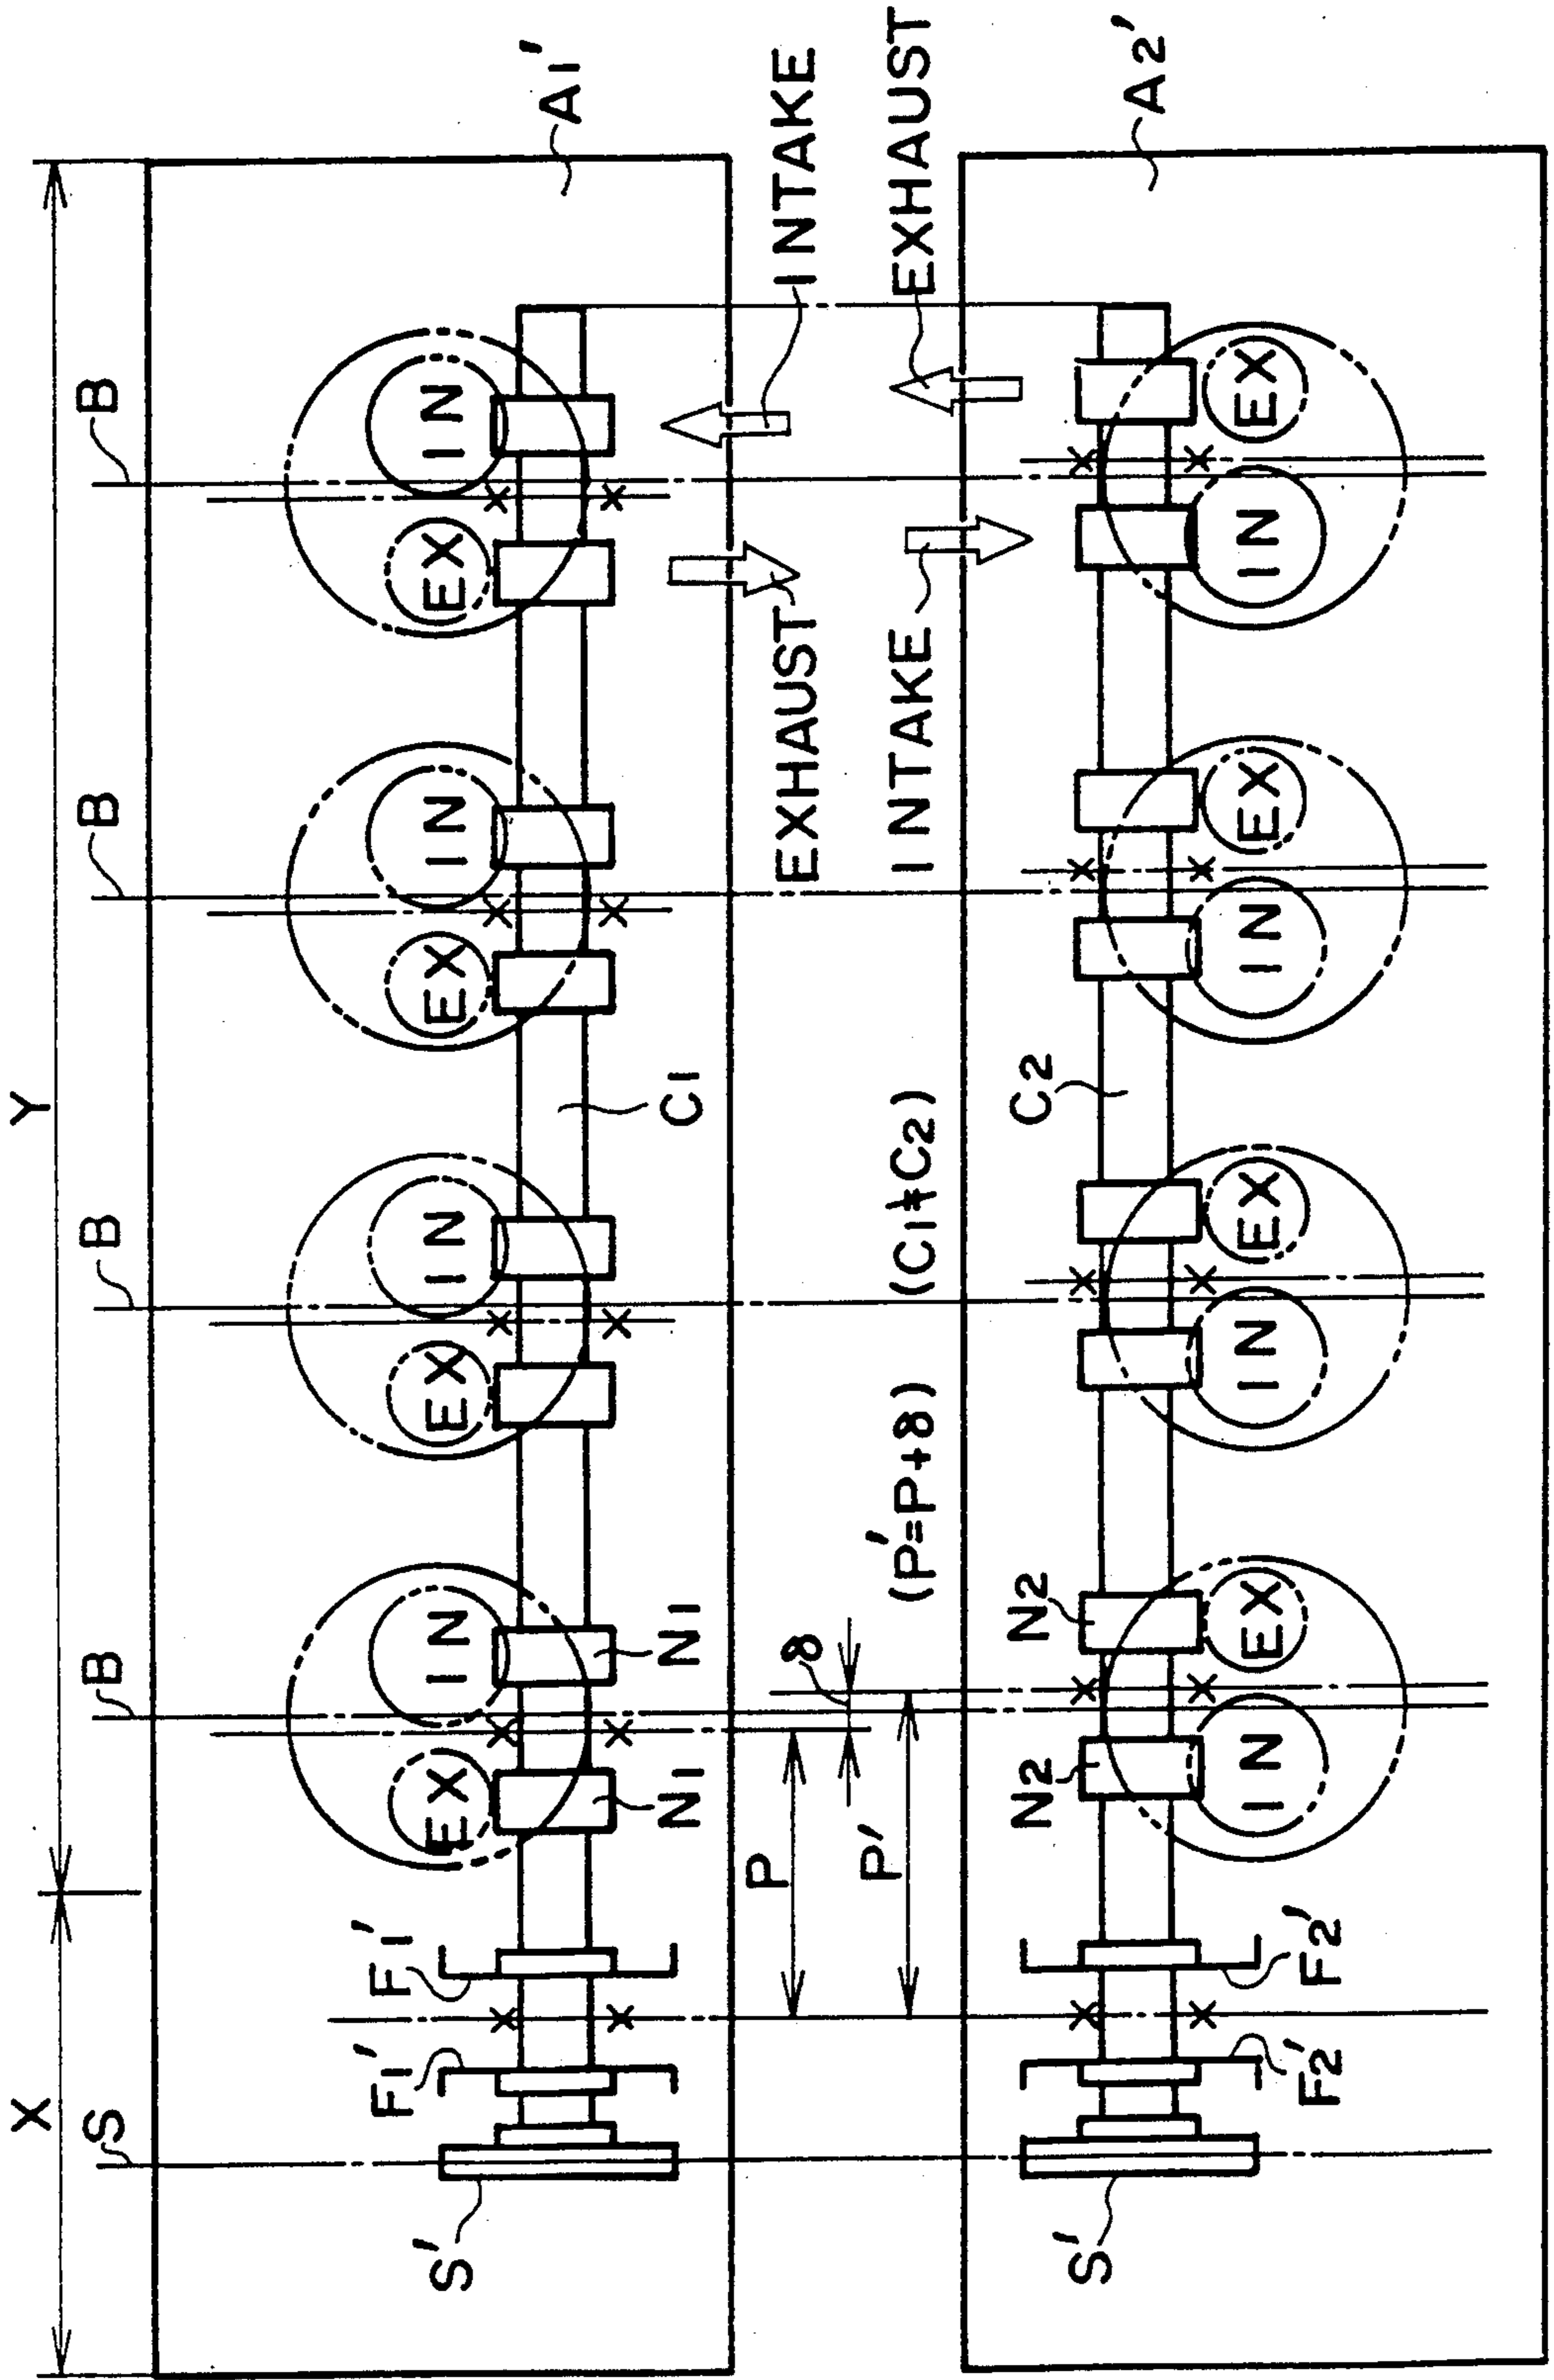 X Y
S B B B B
F1' F1'
S' EX IN EX IN EX IN EX IN
A1'
N1 N1 C1
P δ EXHAUST INTAKE
P' (P'=P+δ) (C1≠C2) INTAKE EXHAUST
N2 N2 C2
S' A2'
IN EX IN EX IN EX IN EX
F2' F2'